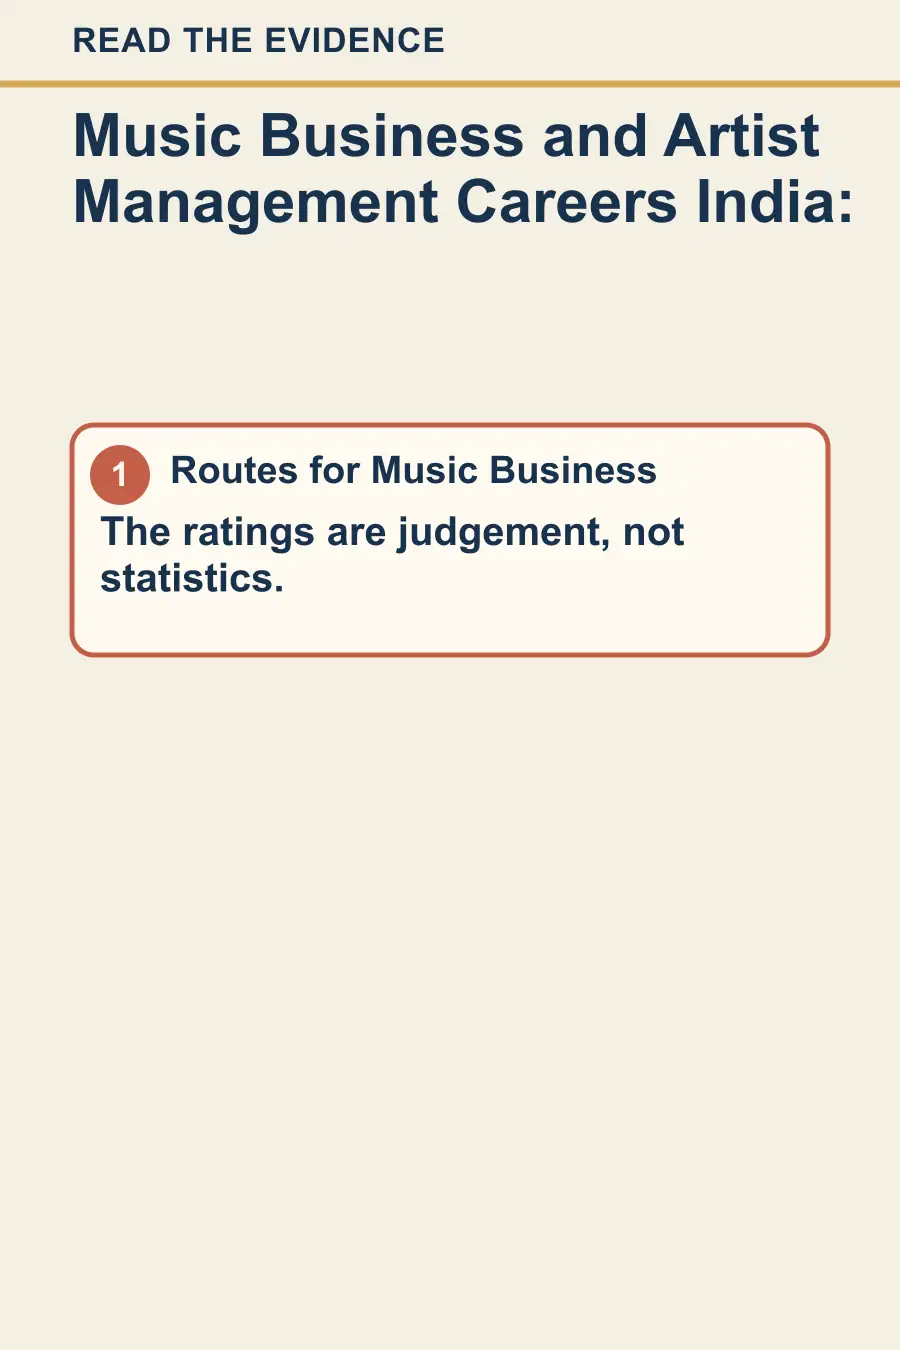 READ THE EVIDENCE
Music Business and Artist
Management Careers India:
1 Routes for Music Business
The ratings are judgement, not
statistics.